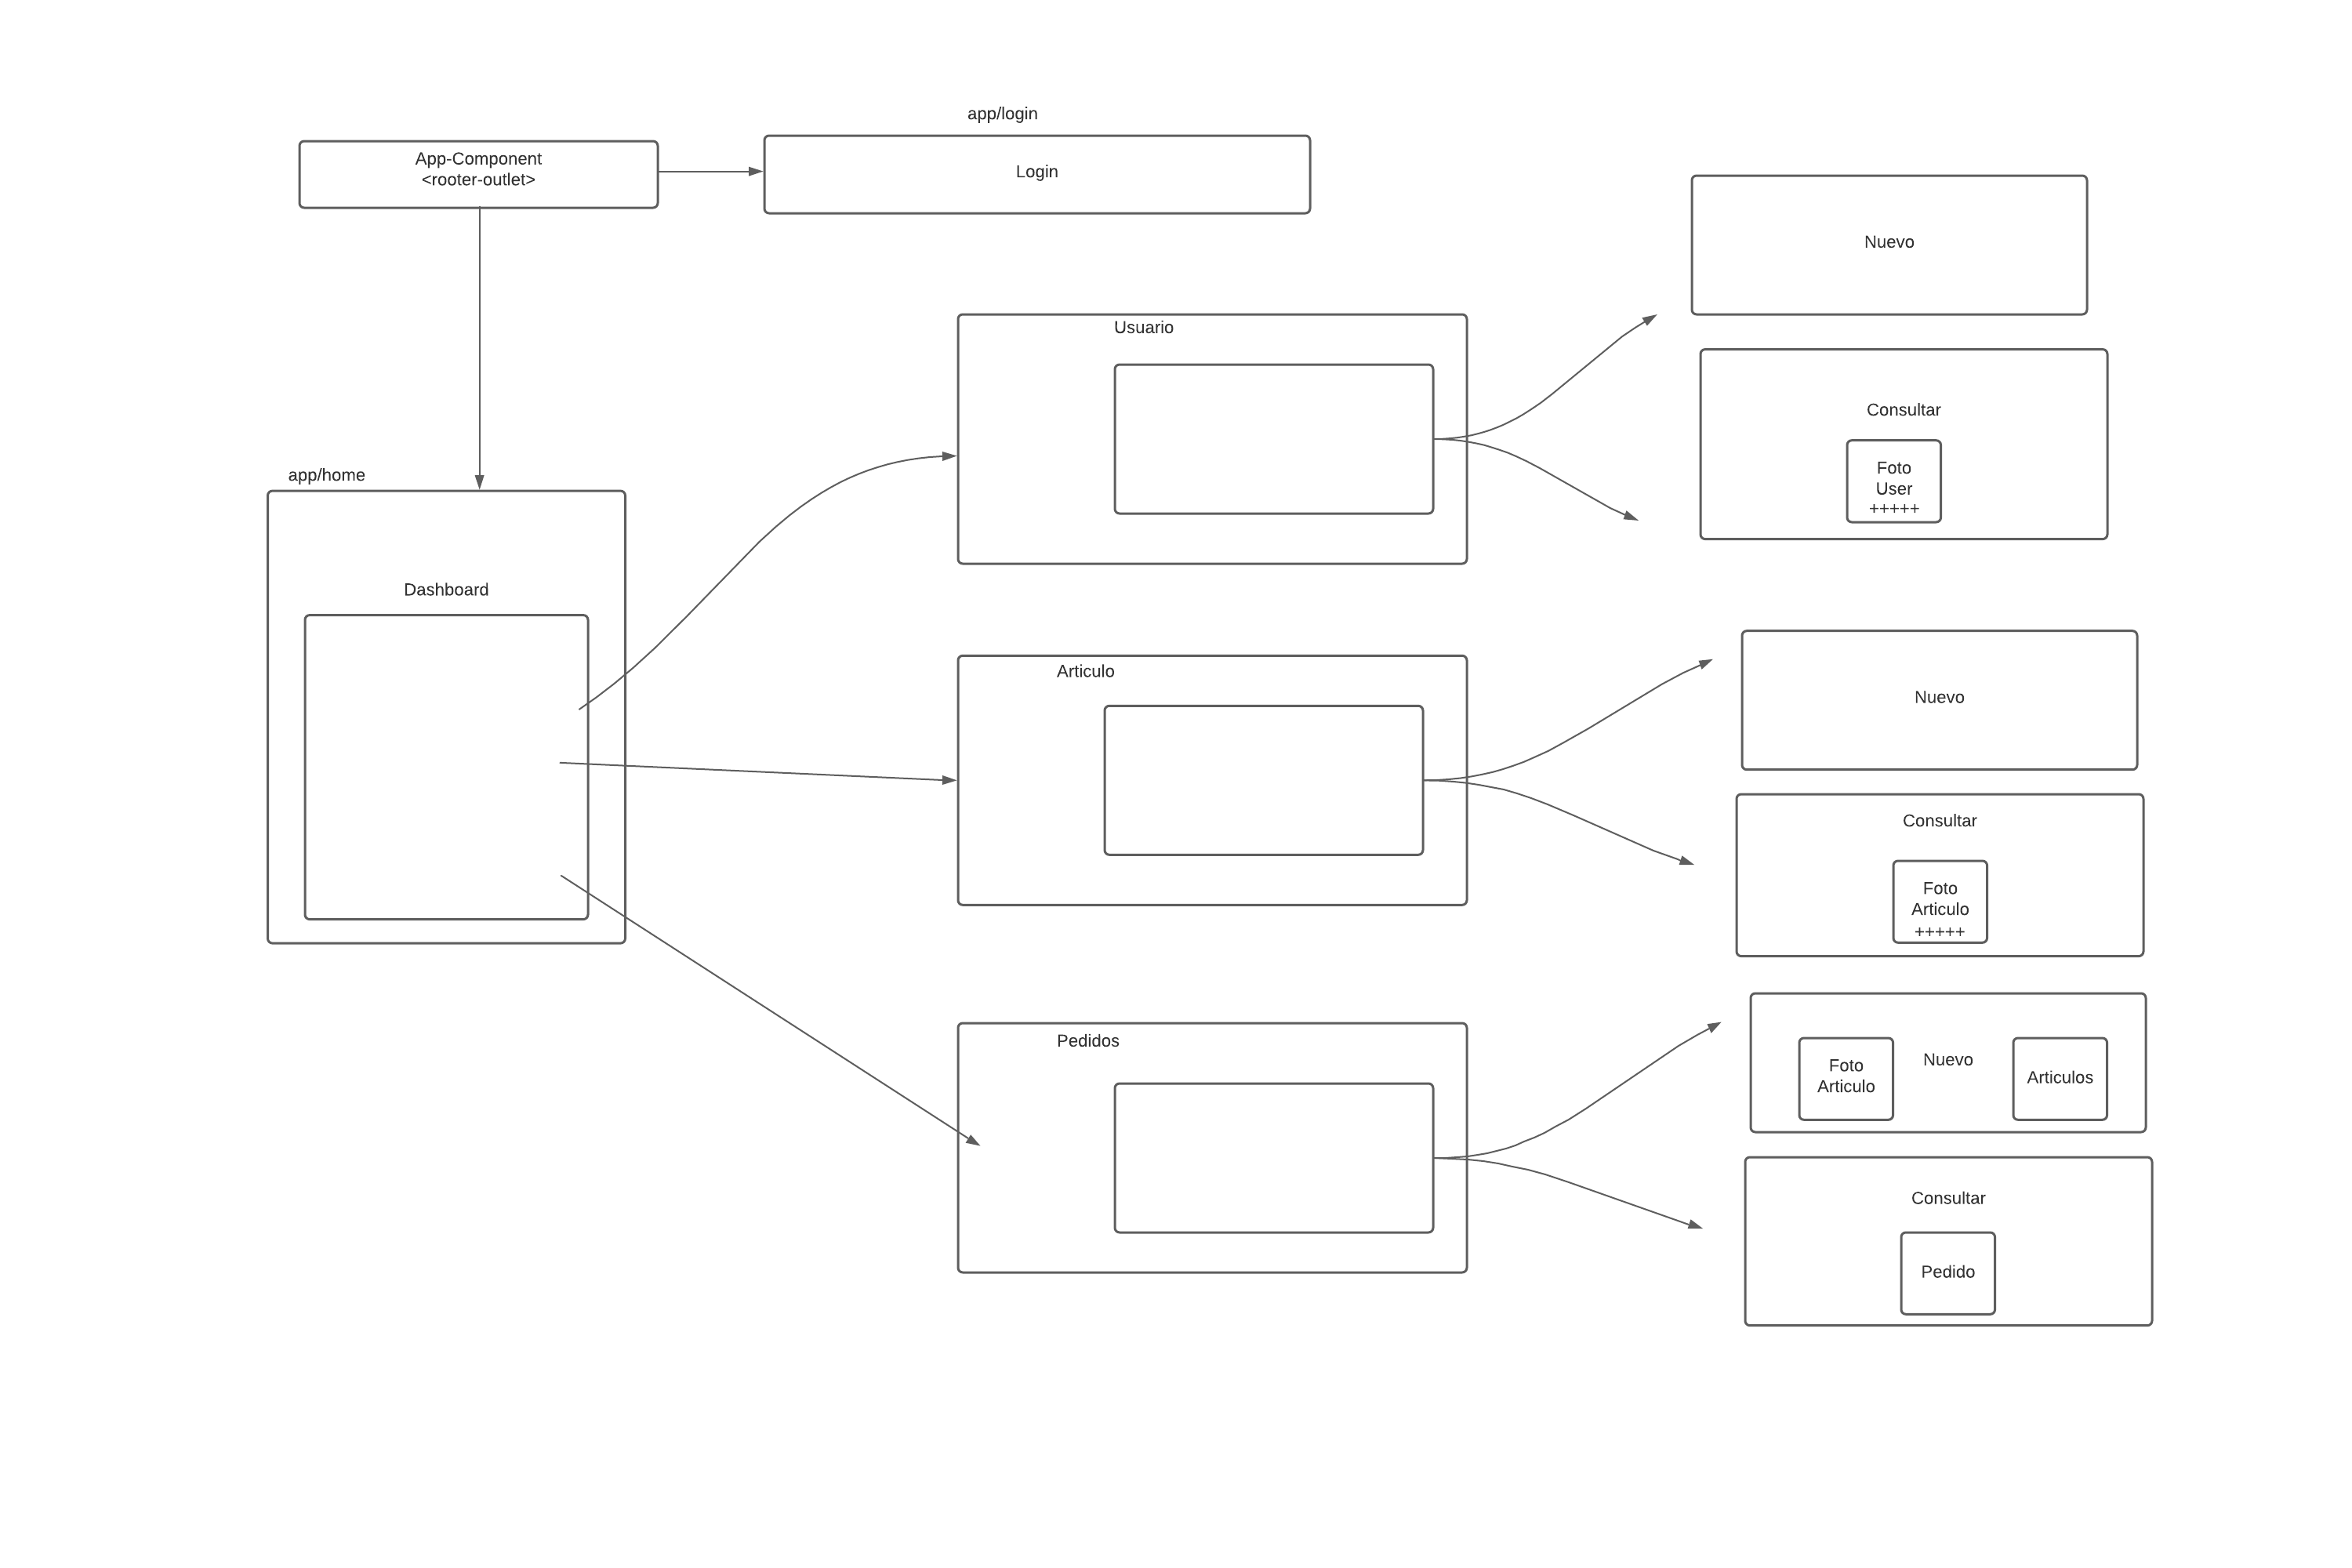 app/login
App-Component
<rooter-outlet>
Login
Nuevo
Usuario
Consultar
Foto
User
+++++
app/home
Dashboard
Articulo
Nuevo
Consultar
Foto
Articulo
+++++
Pedidos
Foto
Articulo
Nuevo
Articulos
Consultar
Pedido